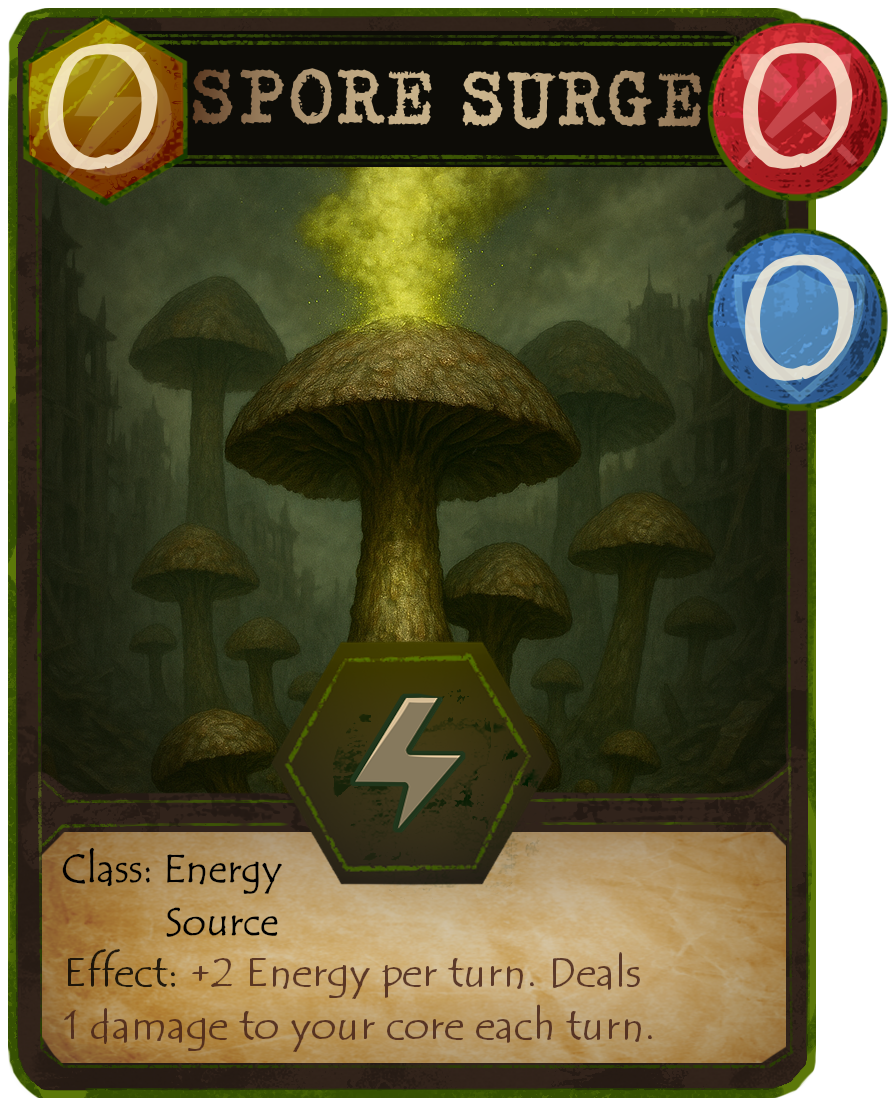 0 SPORE SURGE 0
0
Class: Energy
Source
Effect: +2 Energy per turn. Deals
1 damage to your core each turn.